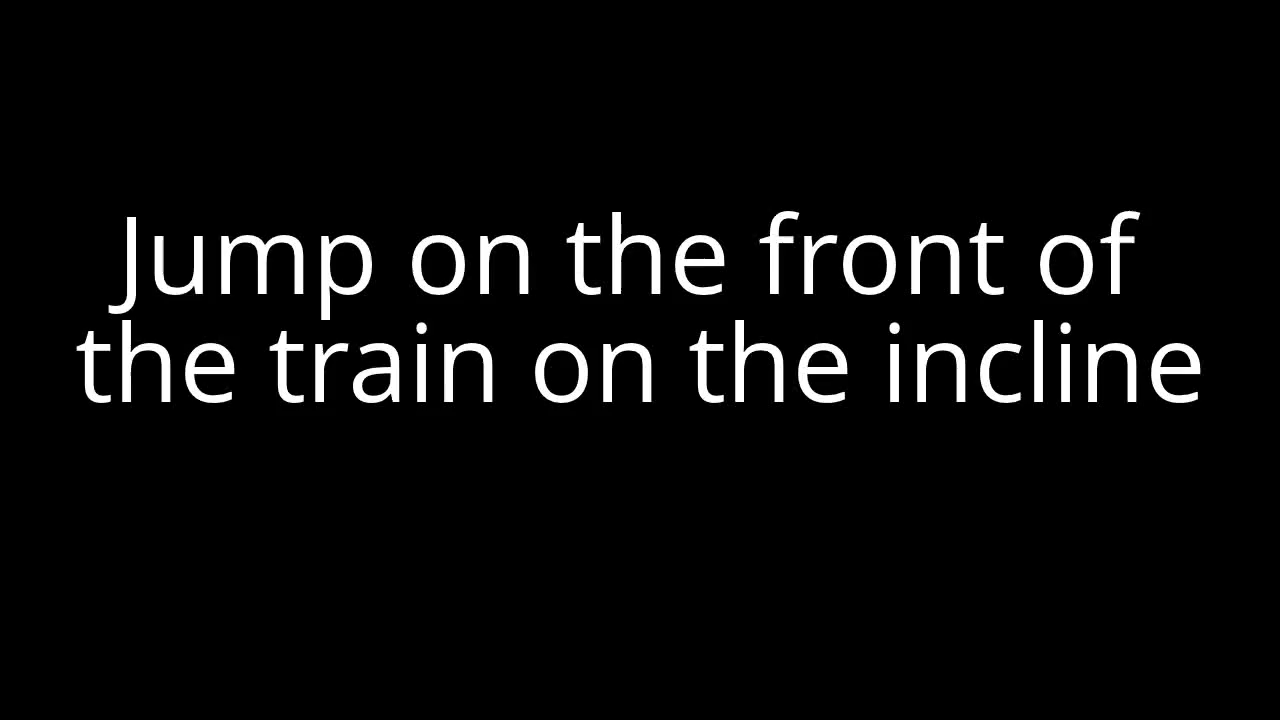 Jump on the front of
the train on the incline